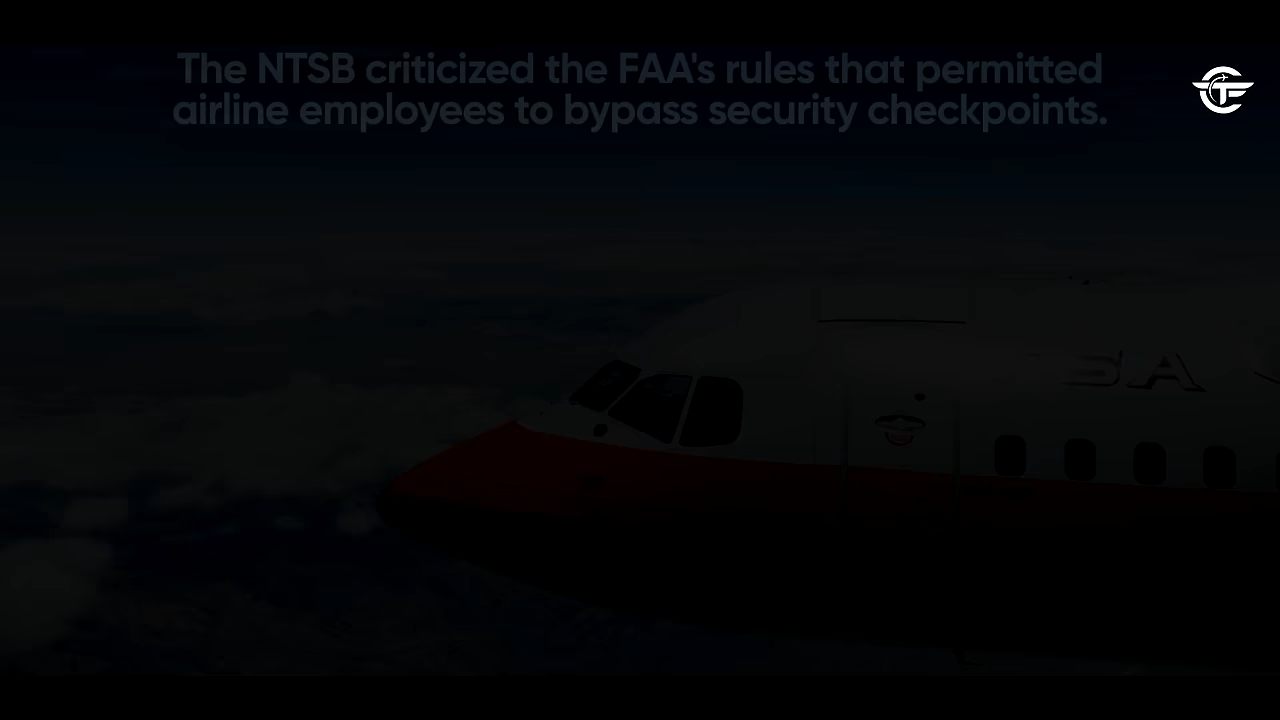 The NTSB criticized the FAA's rules that permitted
airline employees to bypass security checkpoints.